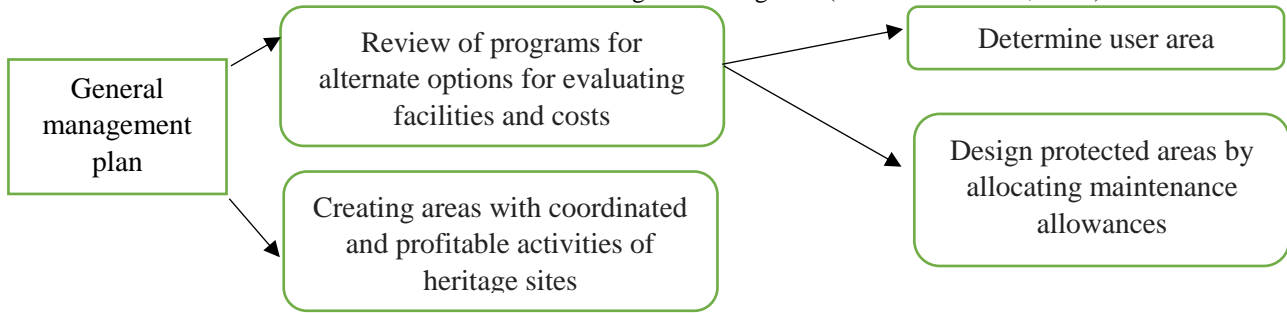 General
management
plan
Review of programs for
alternate options for evaluating
facilities and costs
Creating areas with coordinated
and profitable activities of
heritage sites
Determine user area
Design protected areas by
allocating maintenance
allowances